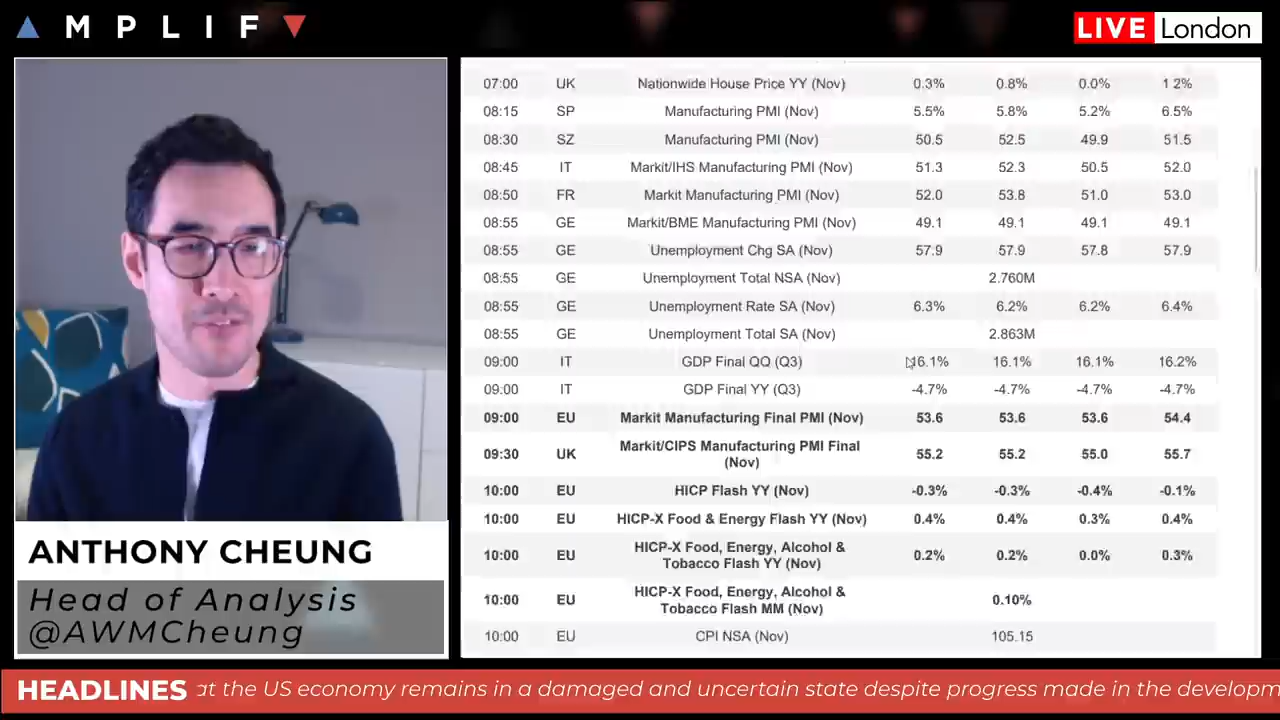 AMPLIFY
LIVE London
07:00 UK Nationwide House Price YY (Nov) 0.3% 0.8% 0.0% 1.2%
08:15 SP Manufacturing PMI (Nov) 5.5% 5.8% 5.2% 6.5%
08:30 SZ Manufacturing PMI (Nov) 50.5 52.5 49.9 51.5
08:45 IT Markit/IHS Manufacturing PMI (Nov) 51.3 52.3 50.5 52.0
08:50 FR Markit Manufacturing PMI (Nov) 52.0 53.8 51.0 53.0
08:55 GE Markit/BME Manufacturing PMI (Nov) 49.1 49.1 49.1 49.1
08:55 GE Unemployment Chg SA (Nov) 57.9 57.9 57.8 57.9
08:55 GE Unemployment Total NSA (Nov) 2.760M
08:55 GE Unemployment Rate SA (Nov) 6.3% 6.2% 6.2% 6.4%
08:55 GE Unemployment Total SA (Nov) 2.863M
09:00 IT GDP Final QQ (Q3) 16.1% 16.1% 16.1% 16.2%
09:00 IT GDP Final YY (Q3) -4.7% -4.7% -4.7% -4.7%
09:00 EU Markit Manufacturing Final PMI (Nov) 53.6 53.6 53.6 54.4
09:30 UK Markit/CIPS Manufacturing PMI Final (Nov) 55.2 55.2 55.0 55.7
10:00 EU HICP Flash YY (Nov) -0.3% -0.3% -0.4% -0.1%
10:00 EU HICP-X Food & Energy Flash YY (Nov) 0.4% 0.4% 0.3% 0.4%
10:00 EU HICP-X Food, Energy, Alcohol & Tobacco Flash YY (Nov) 0.2% 0.2% 0.0% 0.3%
10:00 EU HICP-X Food, Energy, Alcohol & Tobacco Flash MM (Nov) 0.10%
10:00 EU CPI NSA (Nov) 105.15
ANTHONY CHEUNG
Head of Analysis
@AWMCheung
HEADLINES at the US economy remains in a damaged and uncertain state despite progress made in the developm